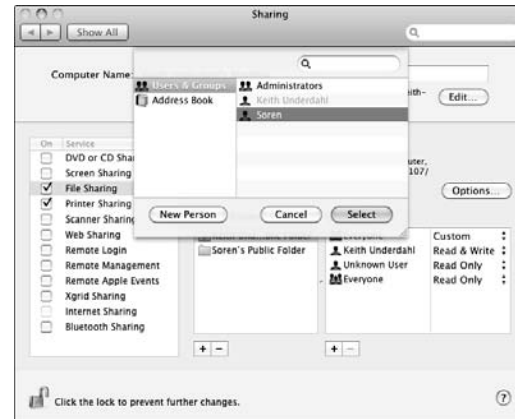 Sharing
Show All
Computer Name:
Users & Groups
Address Book
Administrators
Keith Underdahl
Soren
eith-
Edit...
New Person
Cancel
Select
On Service
DVD or CD Sha
Screen Sharing
File Sharing
Printer Sharing
Scanner Sharing
Web Sharing
Remote Login
Remote Management
Remote Apple Events
Xgrid Sharing
Internet Sharing
Bluetooth Sharing
uter,
107/
Options...
Soren's Public Folder
Everyone Custom
Keith Underdahl Read & Write
Unknown User Read Only
Everyone Read Only
+ −
+ −
Click the lock to prevent further changes.
?